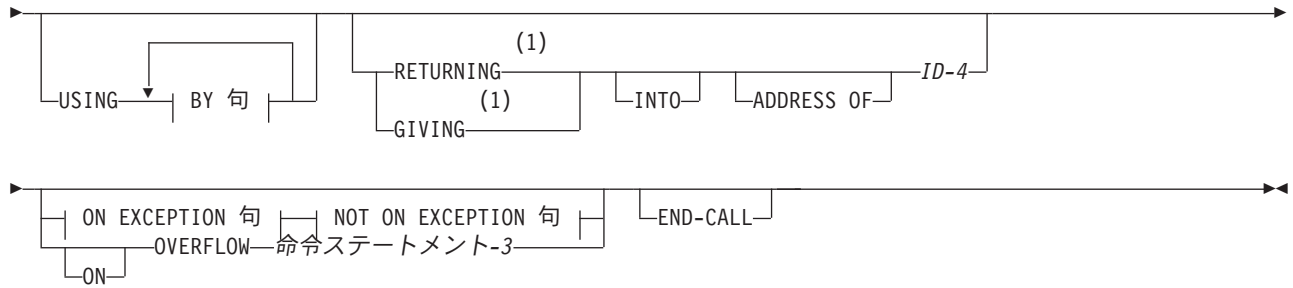 (1)
RETURNING ID-4
USING BY 句 (1) INTO ADDRESS OF
GIVING
ON EXCEPTION 句 NOT ON EXCEPTION 句 END-CALL
OVERFLOW 命令ステートメント-3
ON